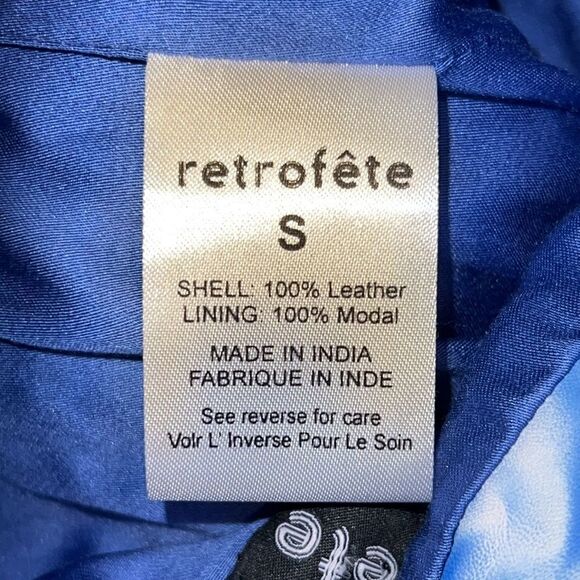 retrofête
S
SHELL: 100% Leather
LINING: 100% Modal
MADE IN INDIA
FABRIQUE IN INDE
See reverse for care
Voir L' Inverse Pour Le Soin